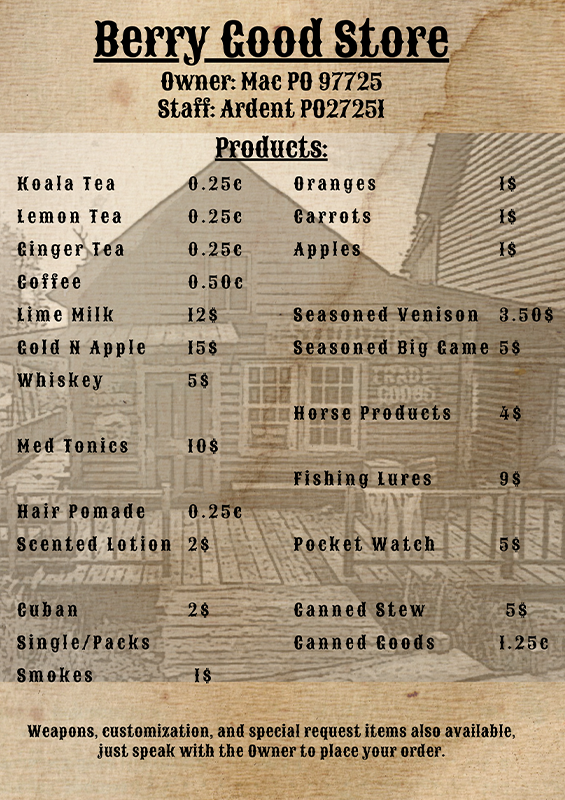 Berry Good Store
Owner: Mac PO 97725
Staff: Ardent PO27251
Products:
Koala Tea 0.25c Oranges 1$
Lemon Tea 0.25c Carrots 1$
Ginger Tea 0.25c Apples 1$
Coffee 0.50c
Lime Milk 12$ Seasoned Venison 3.50$
Gold N Apple 15$ Seasoned Big Game 5$
Whiskey 5$
Horse Products 4$
Med Tonics 10$
Fishing Lures 9$
Hair Pomade 0.25c
Scented Lotion 2$ Pocket Watch 5$
Cuban 2$ Canned Stew 5$
Single/Packs Canned Goods 1.25c
Smokes 1$
Weapons, customization, and special request items also available,
just speak with the Owner to place your order.